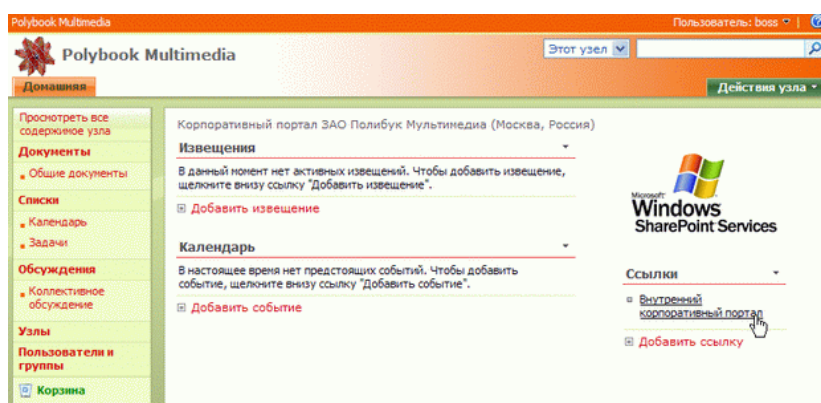 Polybook Multimedia
Пользователь: boss
Polybook Multimedia
Этот узел
Домашняя
Действия узла
Просмотреть все
содержимое узла
Документы
Общие документы
Списки
Календарь
Задачи
Обсуждения
Коллективное
обсуждение
Узлы
Пользователи и
группы
Корзина
Корпоративный портал ЗАО Полибук Мультимедиа (Москва, Россия)
Извещения
В данный момент нет активных извещений. Чтобы добавить извещение,
щелкните внизу ссылку "Добавить извещение".
Добавить извещение
Календарь
В настоящее время нет предстоящих событий. Чтобы добавить
событие, щелкните внизу ссылку "Добавить событие".
Добавить событие
Microsoft
Windows
SharePoint Services
Ссылки
Внутренний
корпоративный портал
Добавить ссылку